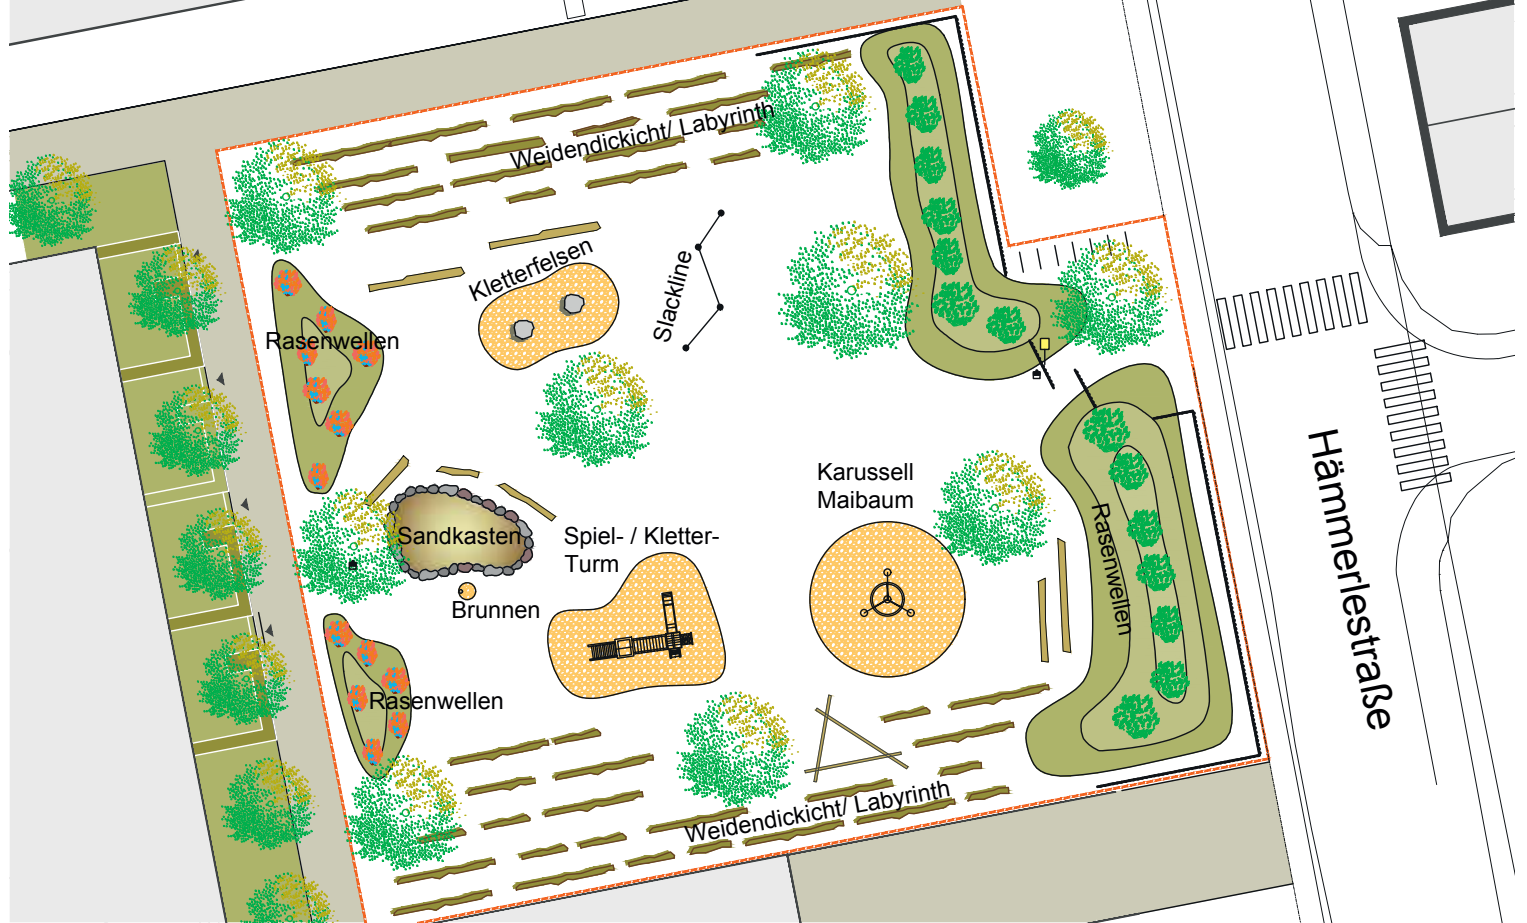 Weidendickicht/ Labyrinth
Kletterfelsen
Slackline
Rasenwellen
Karussell
Maibaum
Hämmerlestraße
Sandkasten
Spiel- / Kletter-
Turm
Rasenwellen
Brunnen
Rasenwellen
Weidendickicht/ Labyrinth